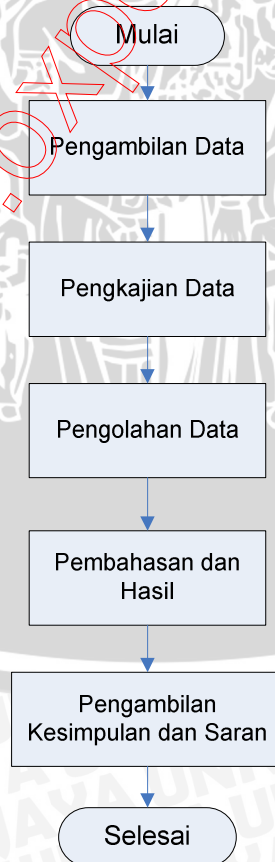 Mulai
Pengambilan Data
Pengkajian Data
Pengolahan Data
Pembahasan dan
Hasil
Pengambilan
Kesimpulan dan Saran
Selesai